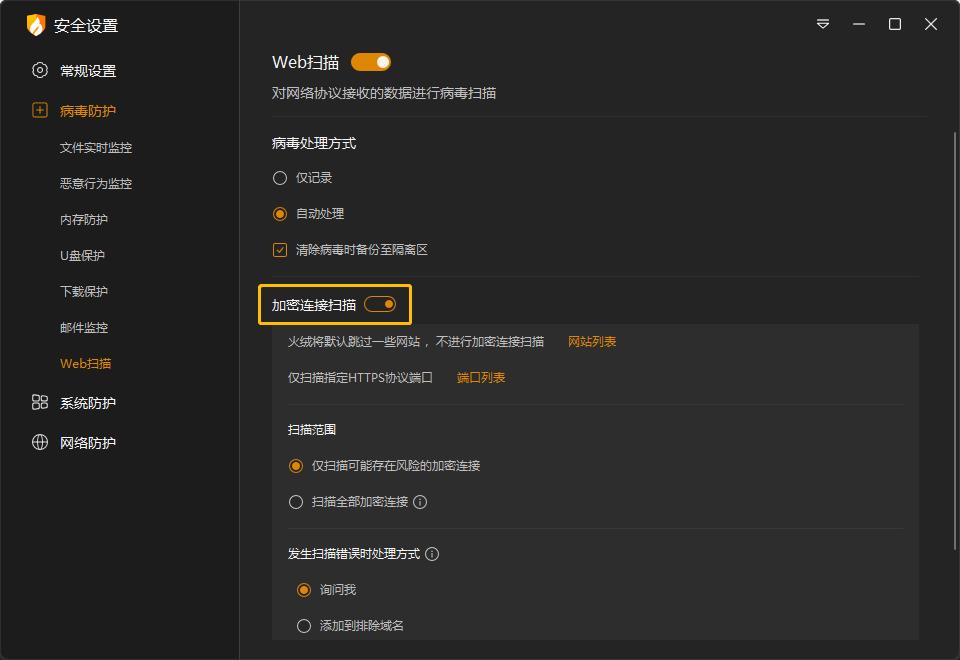 安全设置
常规设置
病毒防护
文件实时监控
恶意行为监控
内存防护
U盘保护
下载保护
邮件监控
Web扫描
系统防护
网络防护
Web扫描
对网络协议接收的数据进行病毒扫描
病毒处理方式
仅记录
自动处理
清除病毒时备份至隔离区
加密连接扫描
火绒将默认跳过一些网站 ，不进行加密连接扫描 网站列表
仅扫描指定HTTPS协议端口 端口列表
扫描范围
仅扫描可能存在风险的加密连接
扫描全部加密连接
发生扫描错误时处理方式
询问我
添加到排除域名